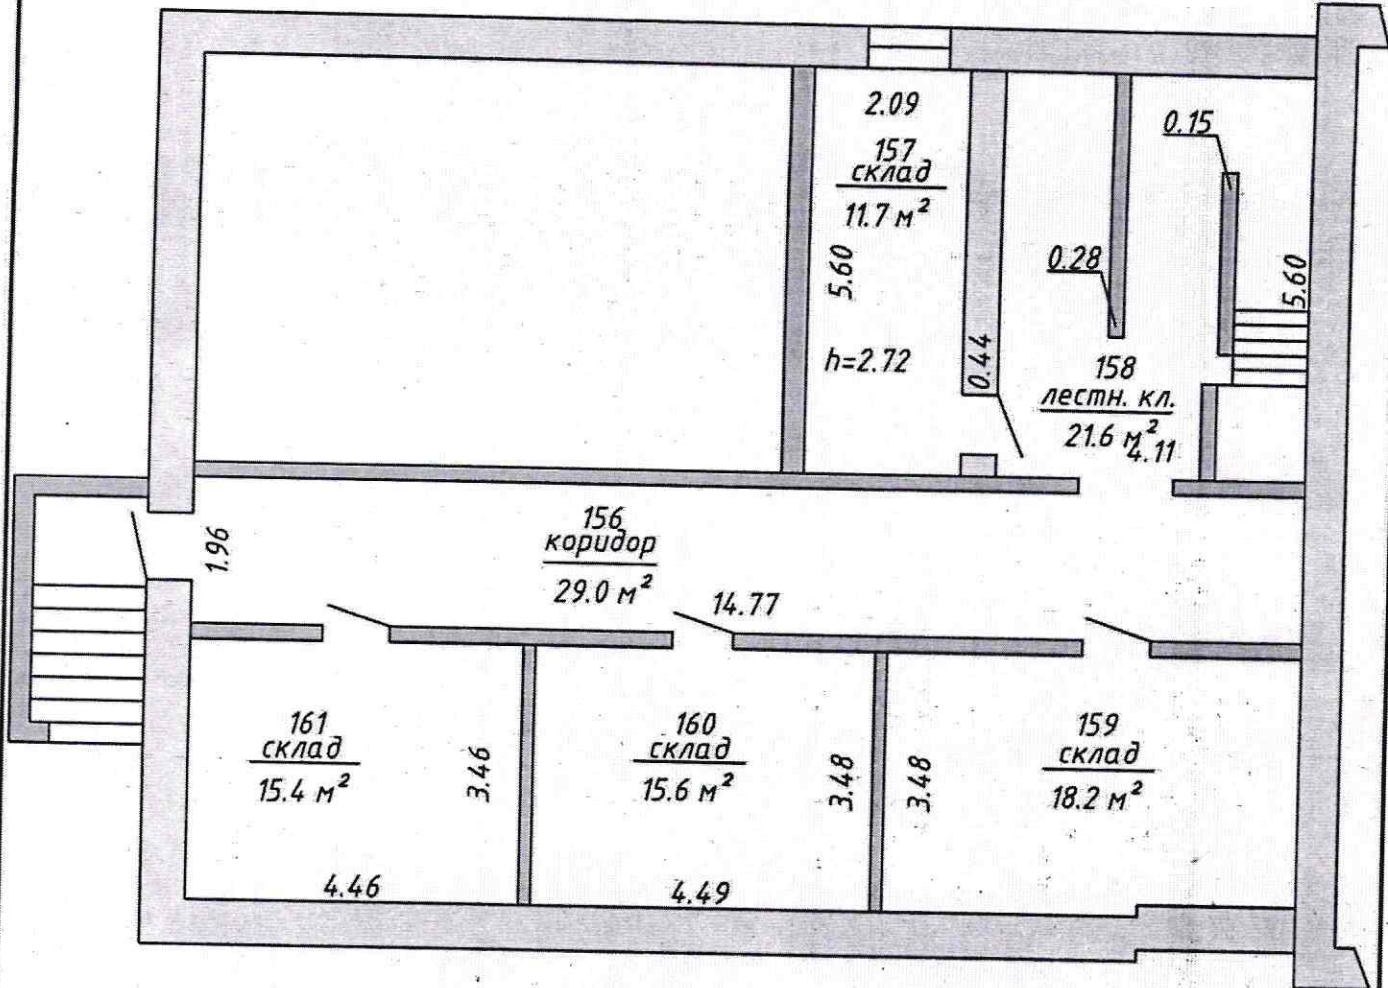 2.09
157
склад
11.7 м²
5.60
h=2.72
0.44
0.15
0.28
5.60
158
лестн. кл.
21.6 м²
4.11
1.96
156
коридор
29.0 м²
14.77
161
склад
15.4 м²
3.46
4.46
160
склад
15.6 м²
3.48
4.49
159
склад
18.2 м²
3.48